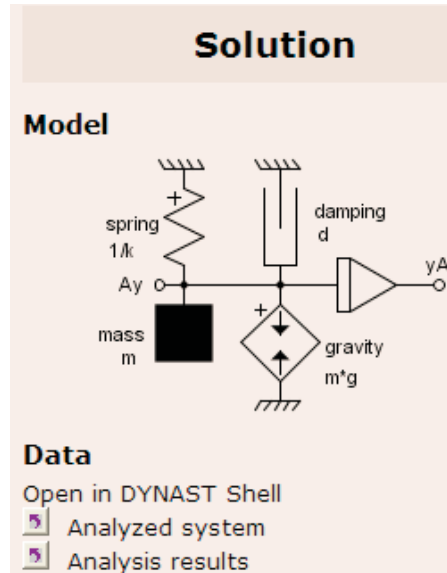 Solution
Model
+
spring
1/k
damping
d
Ay
yA
mass
m
+
gravity
m*g
Data
Open in DYNAST Shell
Analyzed system
Analysis results